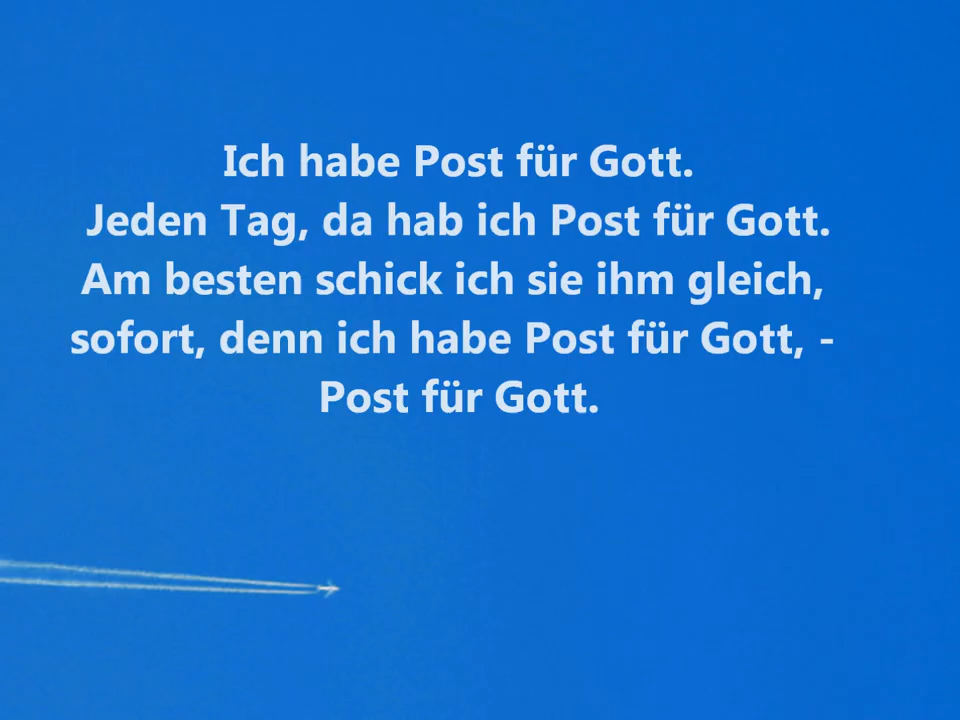 Ich habe Post für Gott.
Jeden Tag, da hab ich Post für Gott.
Am besten schick ich sie ihm gleich,
sofort, denn ich habe Post für Gott, -
Post für Gott.